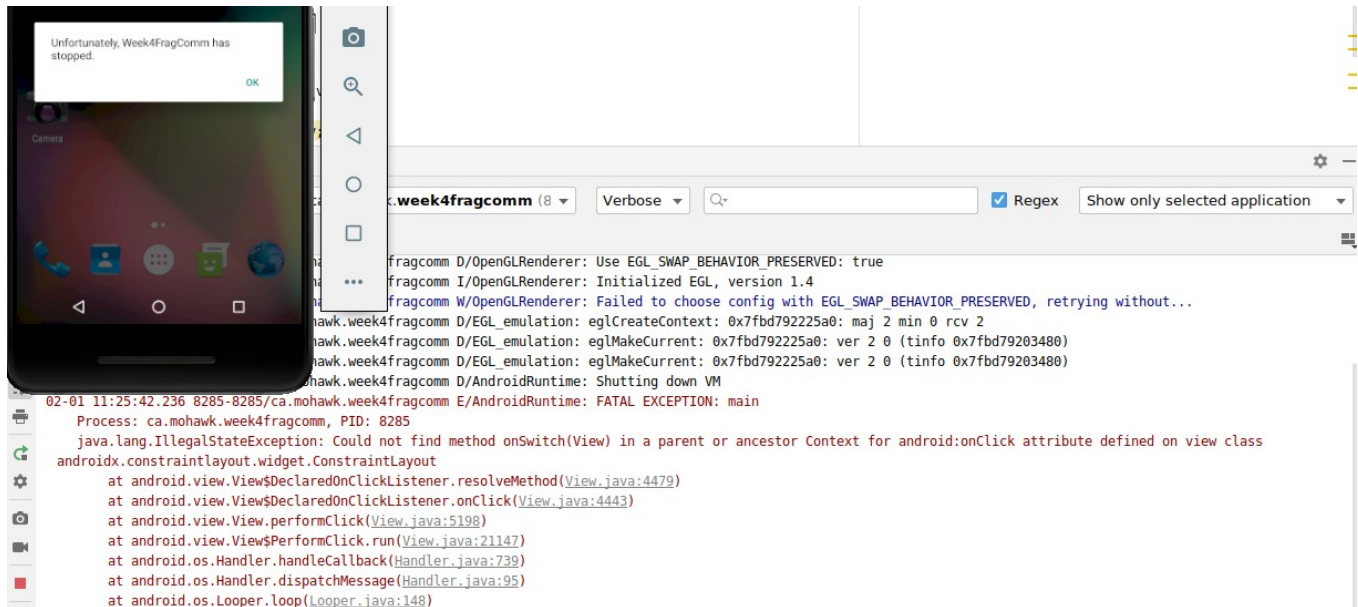 Unfortunately, Week4FragComm has
stopped.
OK
Camera
.week4fragcomm (8
Verbose
Regex
Show only selected application
fragcomm D/OpenGLRenderer: Use EGL_SWAP_BEHAVIOR_PRESERVED: true
fragcomm I/OpenGLRenderer: Initialized EGL, version 1.4
fragcomm W/OpenGLRenderer: Failed to choose config with EGL_SWAP_BEHAVIOR_PRESERVED, retrying without...
hawk.week4fragcomm D/EGL_emulation: eglCreateContext: 0x7fbd792225a0: maj 2 min 0 rcv 2
hawk.week4fragcomm D/EGL_emulation: eglMakeCurrent: 0x7fbd792225a0: ver 2 0 (tinfo 0x7fbd79203480)
hawk.week4fragcomm D/EGL_emulation: eglMakeCurrent: 0x7fbd792225a0: ver 2 0 (tinfo 0x7fbd79203480)
hawk.week4fragcomm D/AndroidRuntime: Shutting down VM
02-01 11:25:42.236 8285-8285/ca.mohawk.week4fragcomm E/AndroidRuntime: FATAL EXCEPTION: main
Process: ca.mohawk.week4fragcomm, PID: 8285
java.lang.IllegalStateException: Could not find method onSwitch(View) in a parent or ancestor Context for android:onClick attribute defined on view class
androidx.constraintlayout.widget.ConstraintLayout
at android.view.View$DeclaredOnClickListener.resolveMethod(View.java:4479)
at android.view.View$DeclaredOnClickListener.onClick(View.java:4443)
at android.view.View.performClick(View.java:5198)
at android.view.View$PerformClick.run(View.java:21147)
at android.os.Handler.handleCallback(Handler.java:739)
at android.os.Handler.dispatchMessage(Handler.java:95)
at android.os.Looper.loop(Looper.java:148)